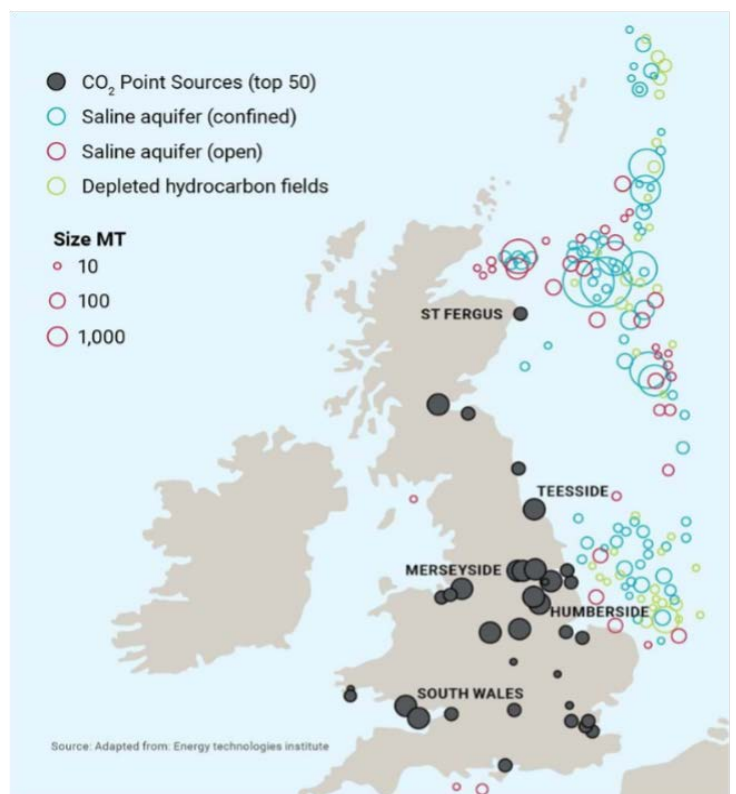 CO₂ Point Sources (top 50)
Saline aquifer (confined)
Saline aquifer (open)
Depleted hydrocarbon fields
Size MT
10
100
1,000
ST FERGUS
TEESSIDE
MERSEYSIDE
HUMBERSIDE
SOUTH WALES
Source: Adapted from: Energy technologies institute